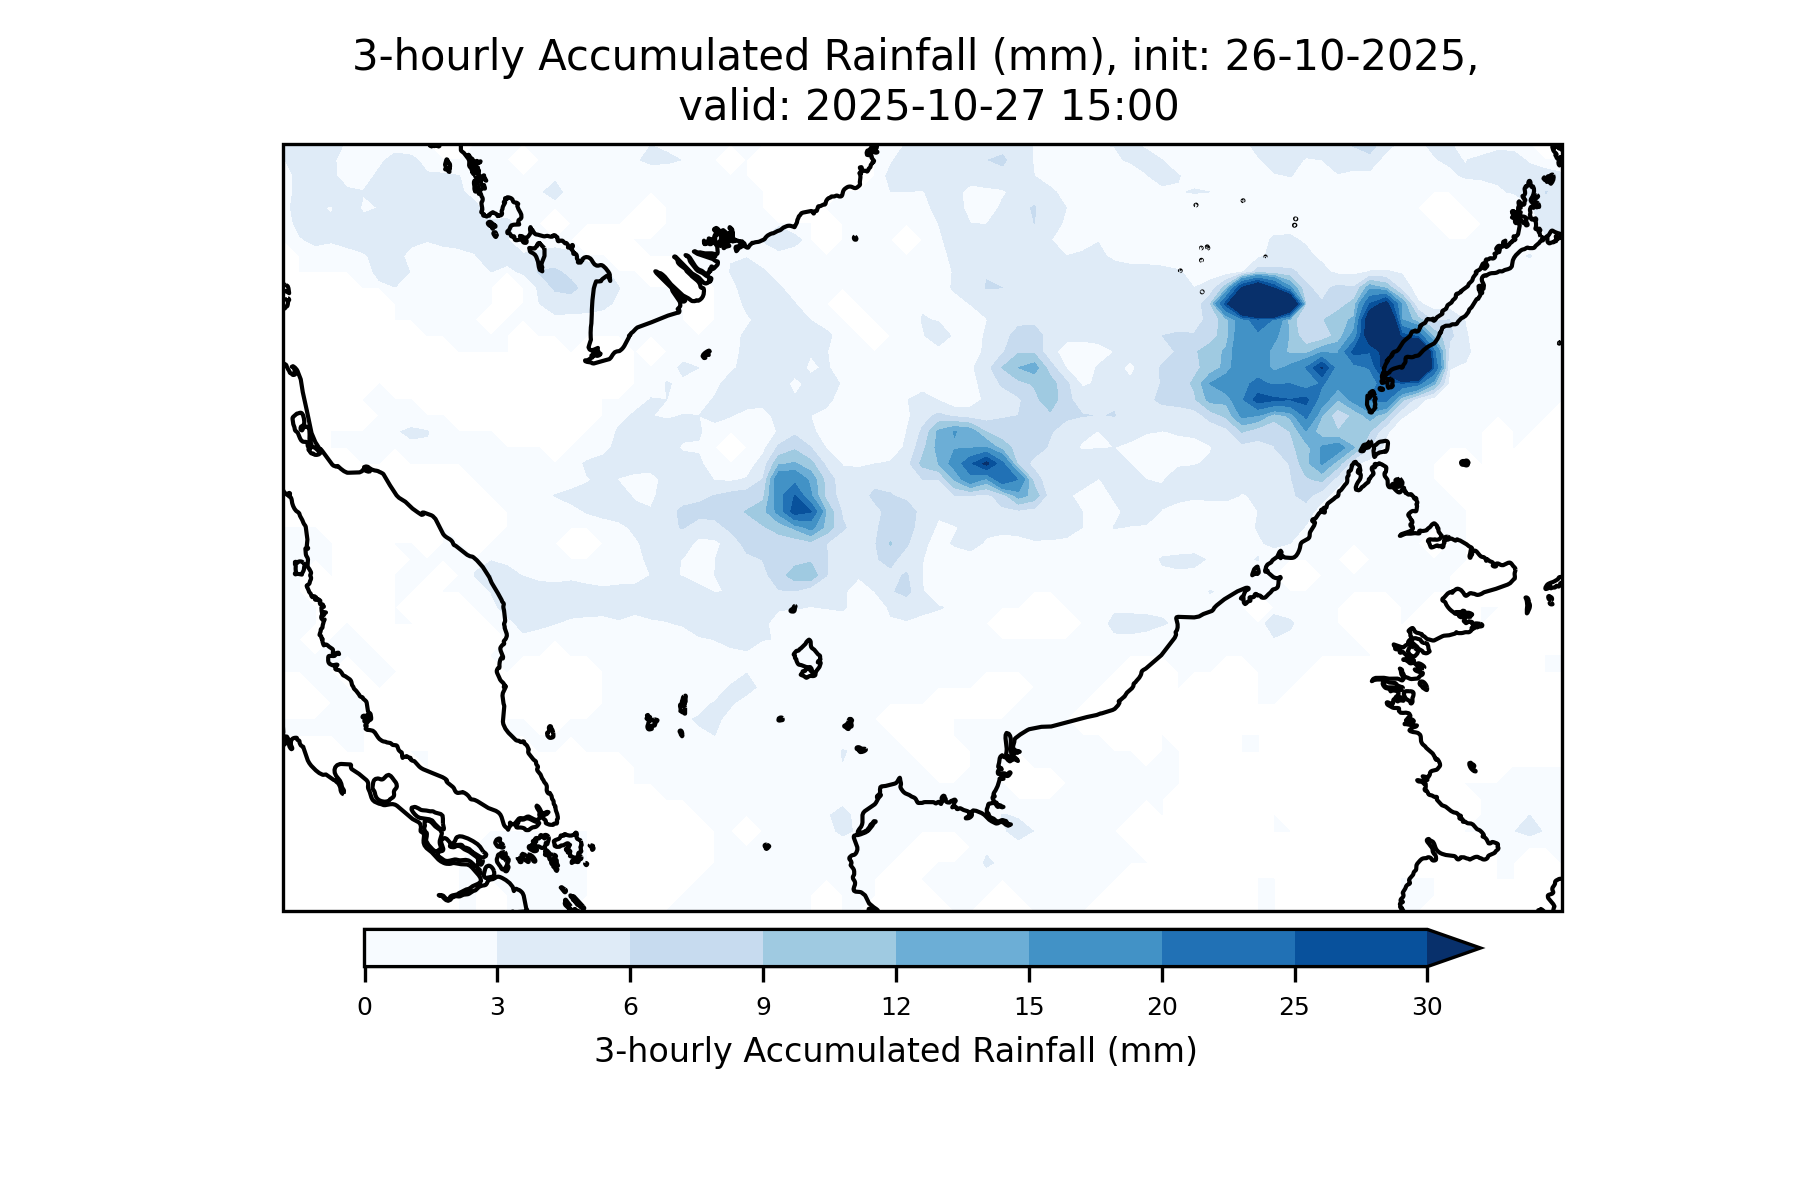 3-hourly Accumulated Rainfall (mm), init: 26-10-2025,
valid: 2025-10-27 15:00
0 3 6 9 12 15 20 25 30
3-hourly Accumulated Rainfall (mm)